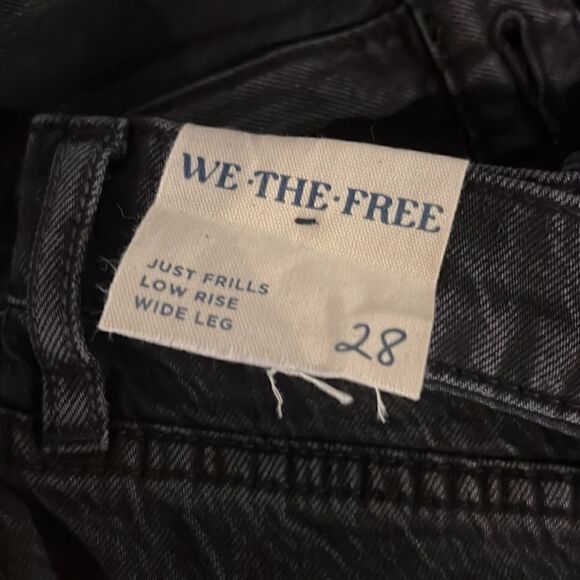 WE·THE·FREE
JUST FRILLS
LOW RISE
WIDE LEG
28